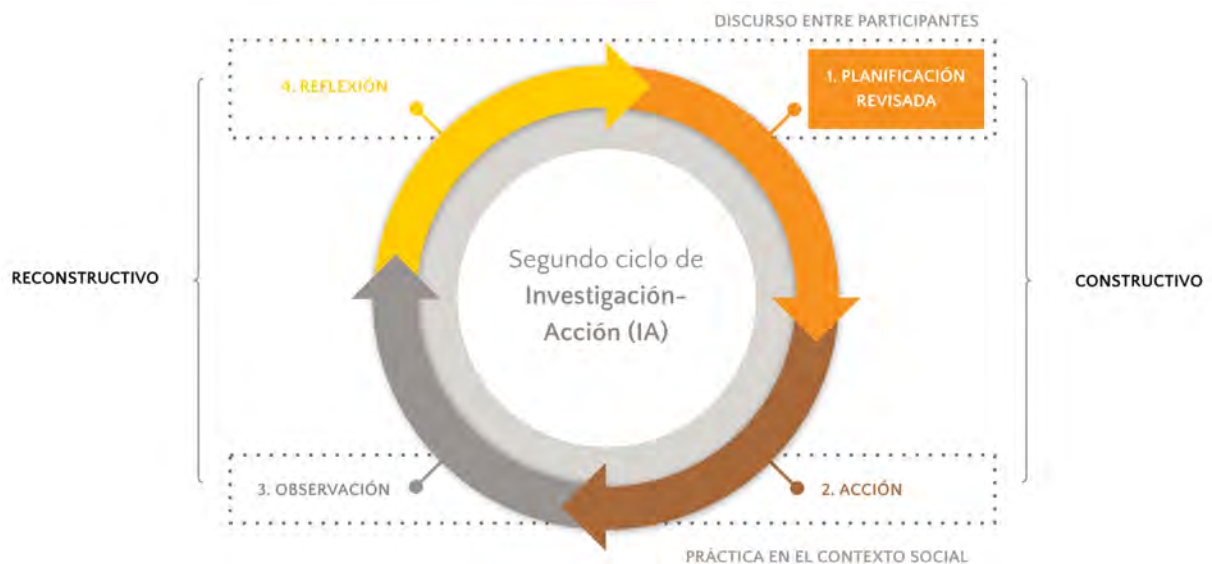 DISCURSO ENTRE PARTICIPANTES
4. REFLEXIÓN
1. PLANIFICACIÓN
REVISADA
RECONSTRUCTIVO
Segundo ciclo de
Investigación-
Acción (IA)
CONSTRUCTIVO
3. OBSERVACIÓN
2. ACCIÓN
PRÁCTICA EN EL CONTEXTO SOCIAL